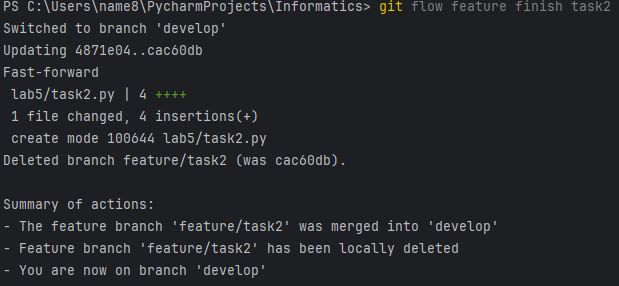 PS C:\Users\name8\PycharmProjects\Informatics> git flow feature finish task2
Switched to branch 'develop'
Updating 4871e04..cac60db
Fast-forward
 lab5/task2.py | 4 ++++
 1 file changed, 4 insertions(+)
 create mode 100644 lab5/task2.py
Deleted branch feature/task2 (was cac60db).

Summary of actions:
- The feature branch 'feature/task2' was merged into 'develop'
- Feature branch 'feature/task2' has been locally deleted
- You are now on branch 'develop'